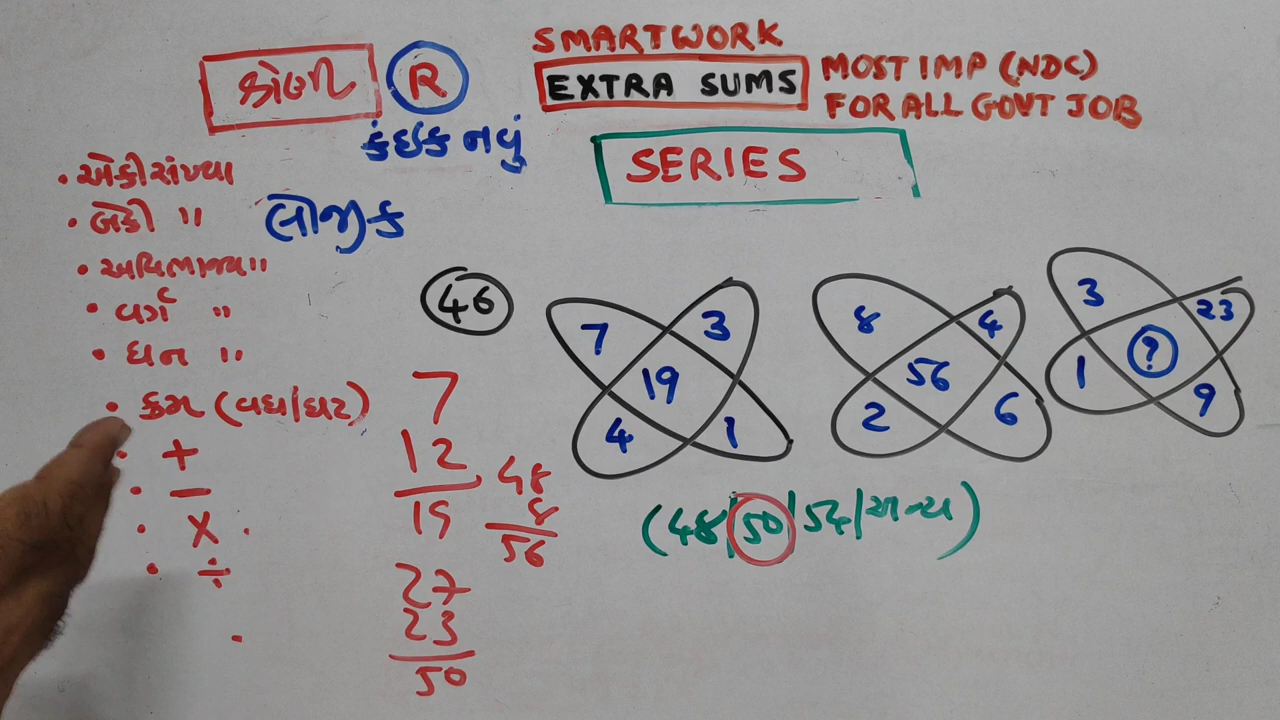 SMARTWORK
કોળી R EXTRA SUMS MOST IMP (NDC)
FOR ALL GOVT JOB
કંઈક નવું
SERIES
• એકી સંખ્યા
• બેકી "
લોજીક
• અવિભાજ્ય "
• વર્ગ "
• ઘન "
• ક્રમ (વધ/ઘટ)
• +
• −
• × .
• ÷
46
7 3 19 4 1
8 4 56 2 6
3 23 ? 1 9
(48/50/54/અન્ય)
7
12
19
48
8
56
27
23
50